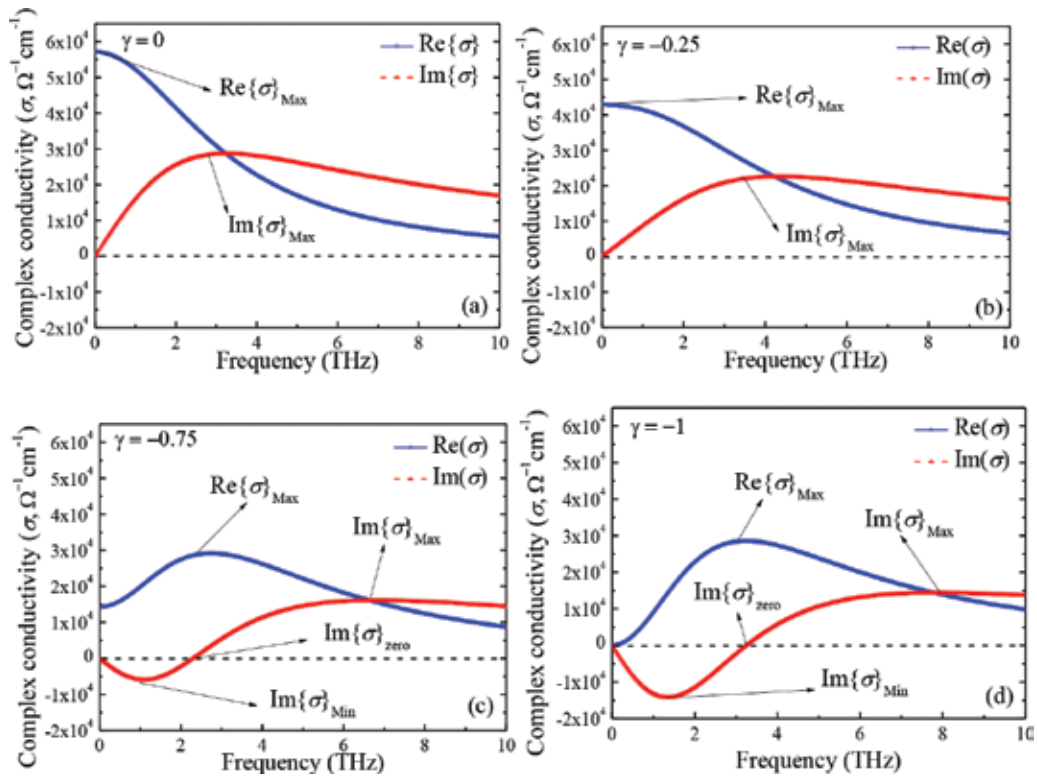 γ = 0
Re{σ}
Im{σ}
Re{σ}Max
Im{σ}Max
(a)
Complex conductivity (σ, Ω⁻¹cm⁻¹)
6x10⁴
5x10⁴
4x10⁴
3x10⁴
2x10⁴
1x10⁴
0
-1x10⁴
-2x10⁴
0 2 4 6 8 10
Frequency (THz)
γ = −0.25
Re(σ)
Im(σ)
Re{σ}Max
Im{σ}Max
(b)
Complex conductivity (σ, Ω⁻¹cm⁻¹)
6x10⁴
5x10⁴
4x10⁴
3x10⁴
2x10⁴
1x10⁴
0
-1x10⁴
-2x10⁴
0 2 4 6 8 10
Frequency (THz)
γ = −0.75
Re(σ)
Im(σ)
Re{σ}Max
Im{σ}Max
Im{σ}zero
Im{σ}Min
(c)
Complex conductivity (σ, Ω⁻¹cm⁻¹)
6x10⁴
5x10⁴
4x10⁴
3x10⁴
2x10⁴
1x10⁴
0
-1x10⁴
-2x10⁴
0 2 4 6 8 10
Frequency (THz)
γ = −1
Re(σ)
Im(σ)
Re{σ}Max
Im{σ}Max
Im{σ}zero
Im{σ}Min
(d)
Complex conductivity (σ, Ω⁻¹cm⁻¹)
6x10⁴
5x10⁴
4x10⁴
3x10⁴
2x10⁴
1x10⁴
0
-1x10⁴
-2x10⁴
0 2 4 6 8 10
Frequency (THz)